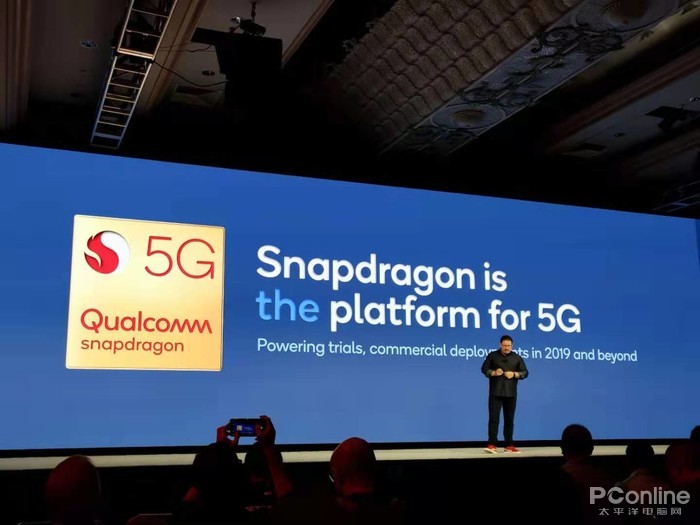 5G
Qualcomm
snapdragon
Snapdragon is
the platform for 5G
Powering trials, commercial in 2019 and beyond
PConline
太平洋电脑网